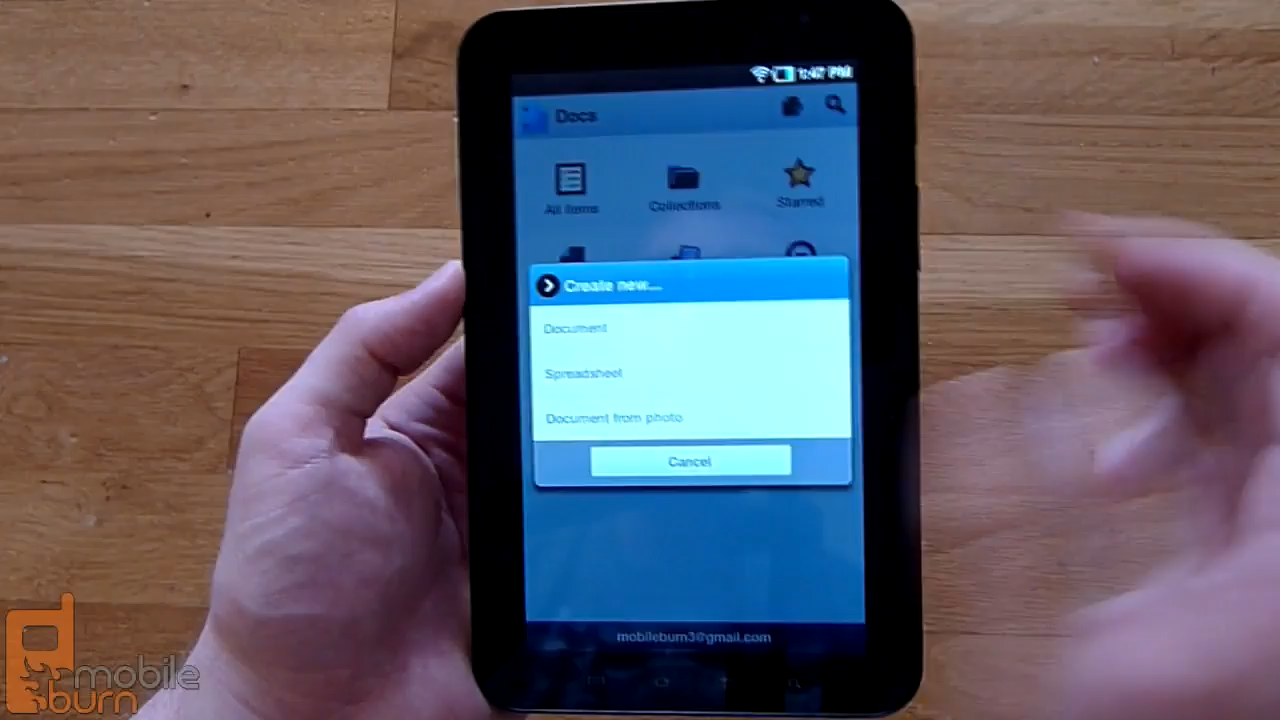 1:47 PM
Docs
All items
Collections
Starred
Create new...
Document
Spreadsheet
Document from photo
Cancel
mobileburn3@gmail.com
mobile
burn